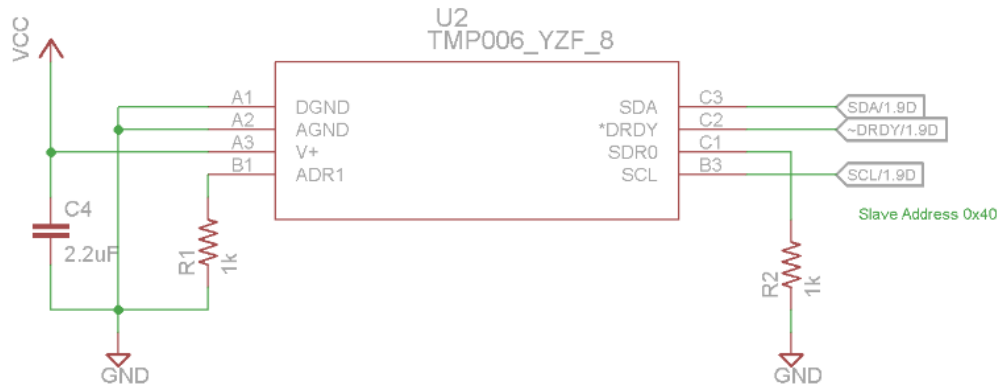 VCC
U2
TMP006_YZF_8
A1
DGND
SDA
C3
SDA/1.9D
A2
AGND
*DRDY
C2
~DRDY/1.9D
A3
V+
SDR0
C1
B1
ADR1
SCL
B3
SCL/1.9D
C4
2.2uF
R1
1k
Slave Address 0x40
R2
1k
GND
GND